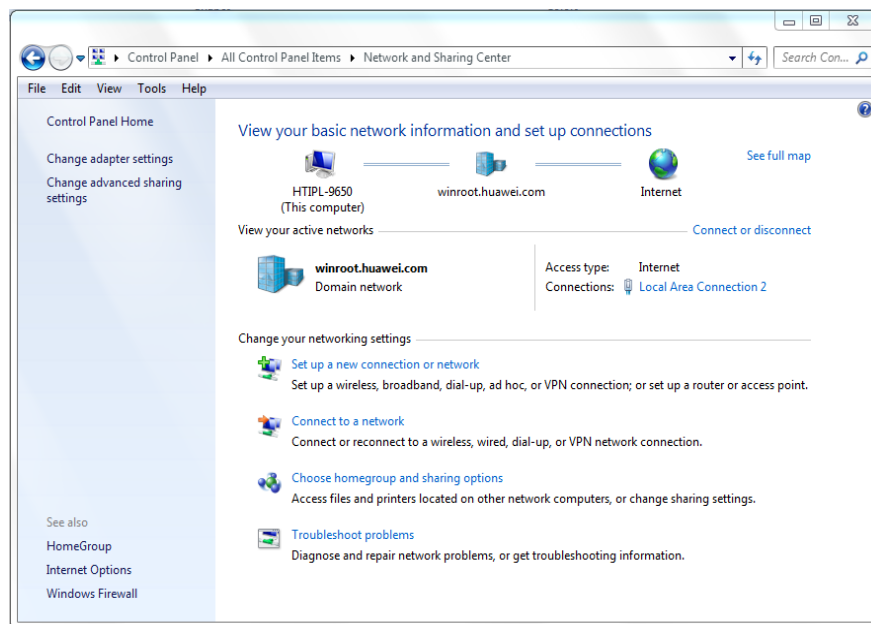 Control Panel ▸ All Control Panel Items ▸ Network and Sharing Center
Search Con...
File Edit View Tools Help
Control Panel Home
Change adapter settings
Change advanced sharing
settings
See also
HomeGroup
Internet Options
Windows Firewall
View your basic network information and set up connections
See full map
HTIPL-9650
(This computer)
winroot.huawei.com
Internet
View your active networks
Connect or disconnect
winroot.huawei.com
Domain network
Access type: Internet
Connections: Local Area Connection 2
Change your networking settings
Set up a new connection or network
Set up a wireless, broadband, dial-up, ad hoc, or VPN connection; or set up a router or access point.
Connect to a network
Connect or reconnect to a wireless, wired, dial-up, or VPN network connection.
Choose homegroup and sharing options
Access files and printers located on other network computers, or change sharing settings.
Troubleshoot problems
Diagnose and repair network problems, or get troubleshooting information.